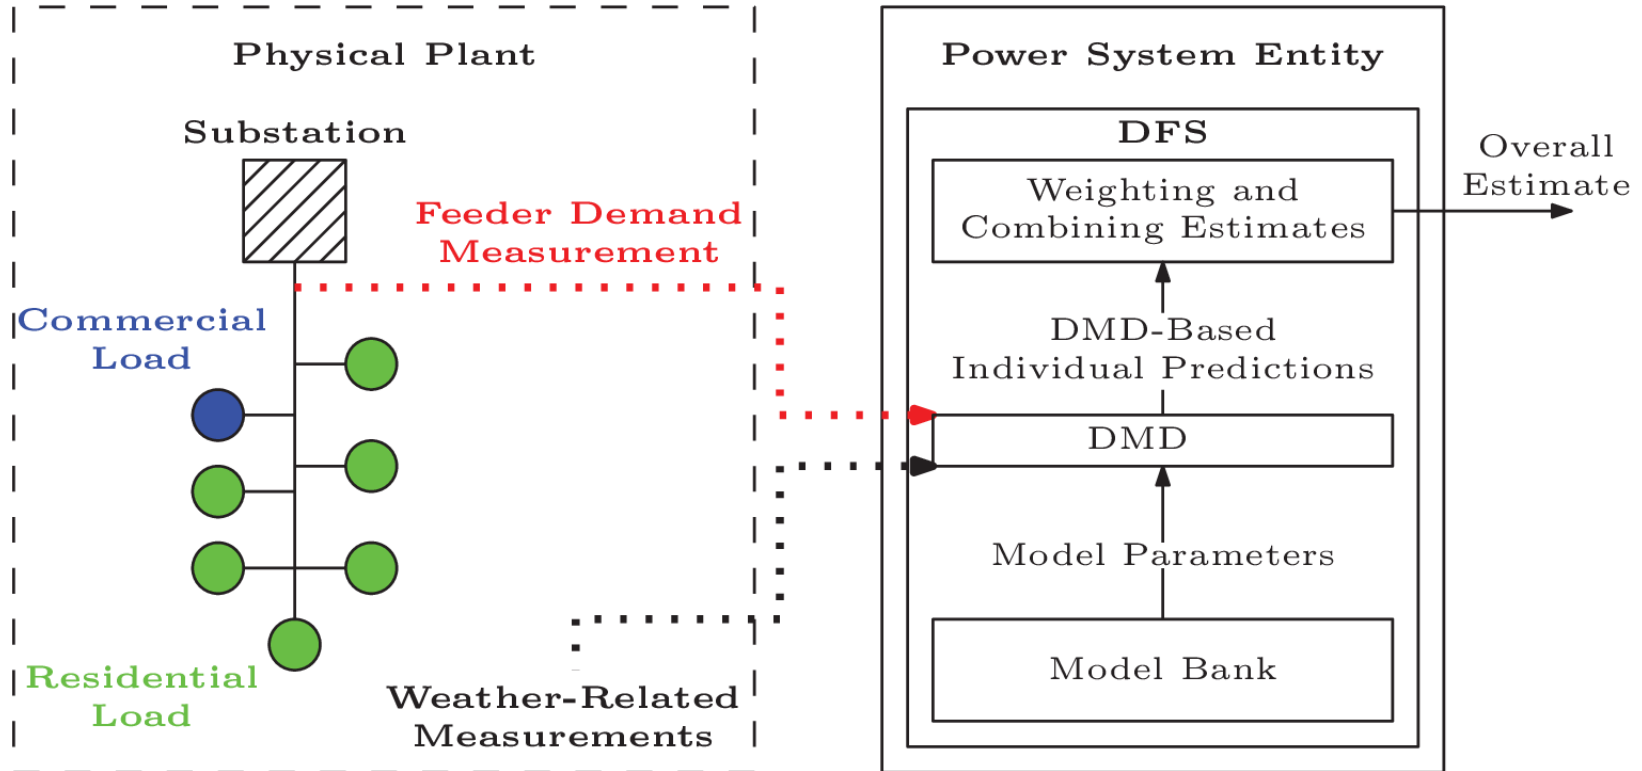 Physical Plant
Substation
Feeder Demand
Measurement
Commercial
Load
Residential
Load
Weather-Related
Measurements
Power System Entity
DFS
Weighting and
Combining Estimates
Overall
Estimate
DMD-Based
Individual Predictions
DMD
Model Parameters
Model Bank